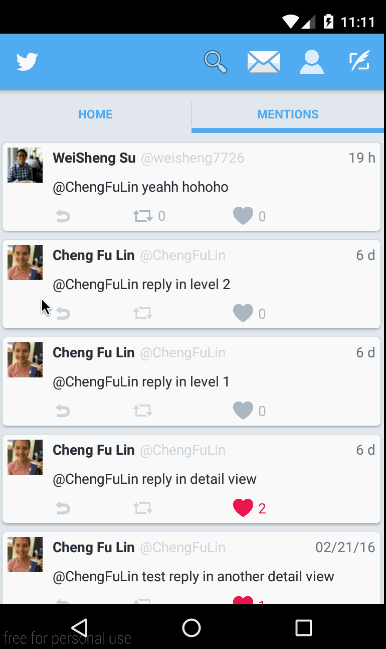 11:11
HOME MENTIONS
WeiSheng Su @weisheng7726 19 h
@ChengFuLin yeahh hohoho
0 0
Cheng Fu Lin @ChengFuLin 6 d
@ChengFuLin reply in level 2
0
Cheng Fu Lin @ChengFuLin 6 d
@ChengFuLin reply in level 1
0
Cheng Fu Lin @ChengFuLin 6 d
@ChengFuLin reply in detail view
2
Cheng Fu Lin @ChengFuLin 02/21/16
@ChengFuLin test reply in another detail view
free for personal use